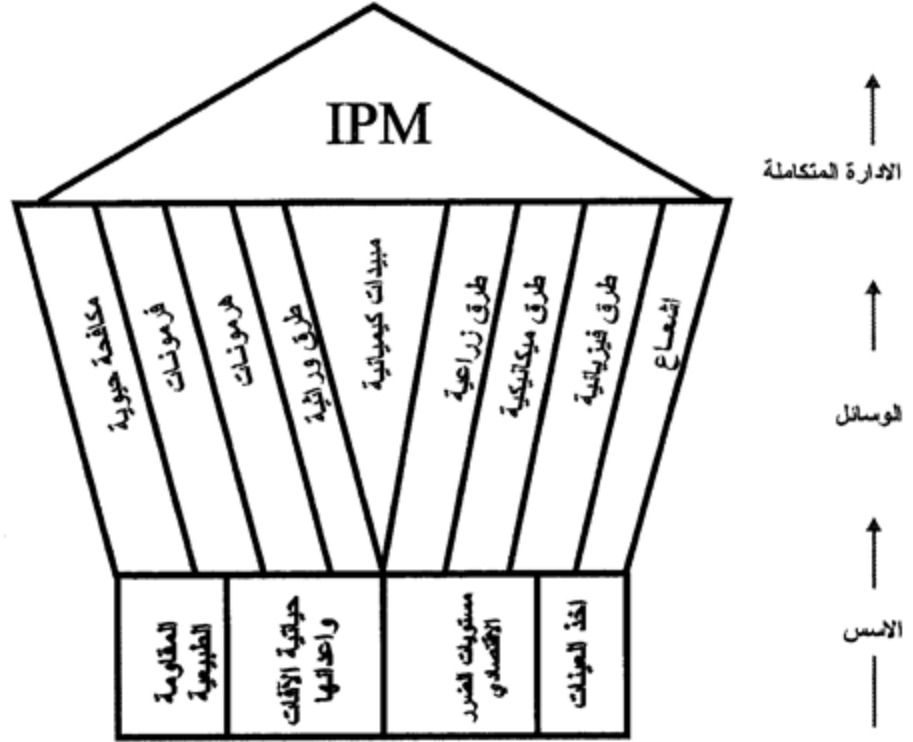 IPM
الادارة المتكاملة
مكافحة حيوية
فرمونات
هرمونات
طرق وراثية
مبيدات كيميائية
طرق زراعية
طرق ميكانيكية
طرق فيزيائية
اشعاع
الوسائل
المقاومة
الطبيعية
حياتية الآفات
واعدائها
مستويات الضرر
الاقتصادي
اخذ العينات
الاسس